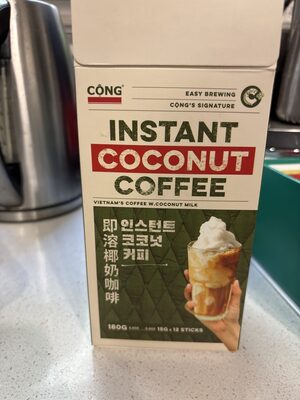 CỘNG
EASY BREWING
CỘNG'S SIGNATURE
INSTANT
COCONUT
COFFEE
VIETNAM'S COFFEE W.COCONUT MILK
即溶椰奶咖啡
인스턴트
코코넛
커피
180G
15G x 12 STICKS